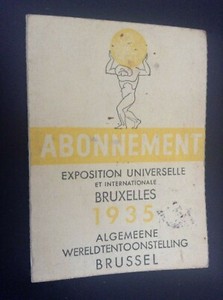 ABONNEMENT
EXPOSITION UNIVERSELLE
ET INTERNATIONALE
BRUXELLES
1935
ALGEMEENE
WERELDTENTOONSTELLING
BRUSSEL